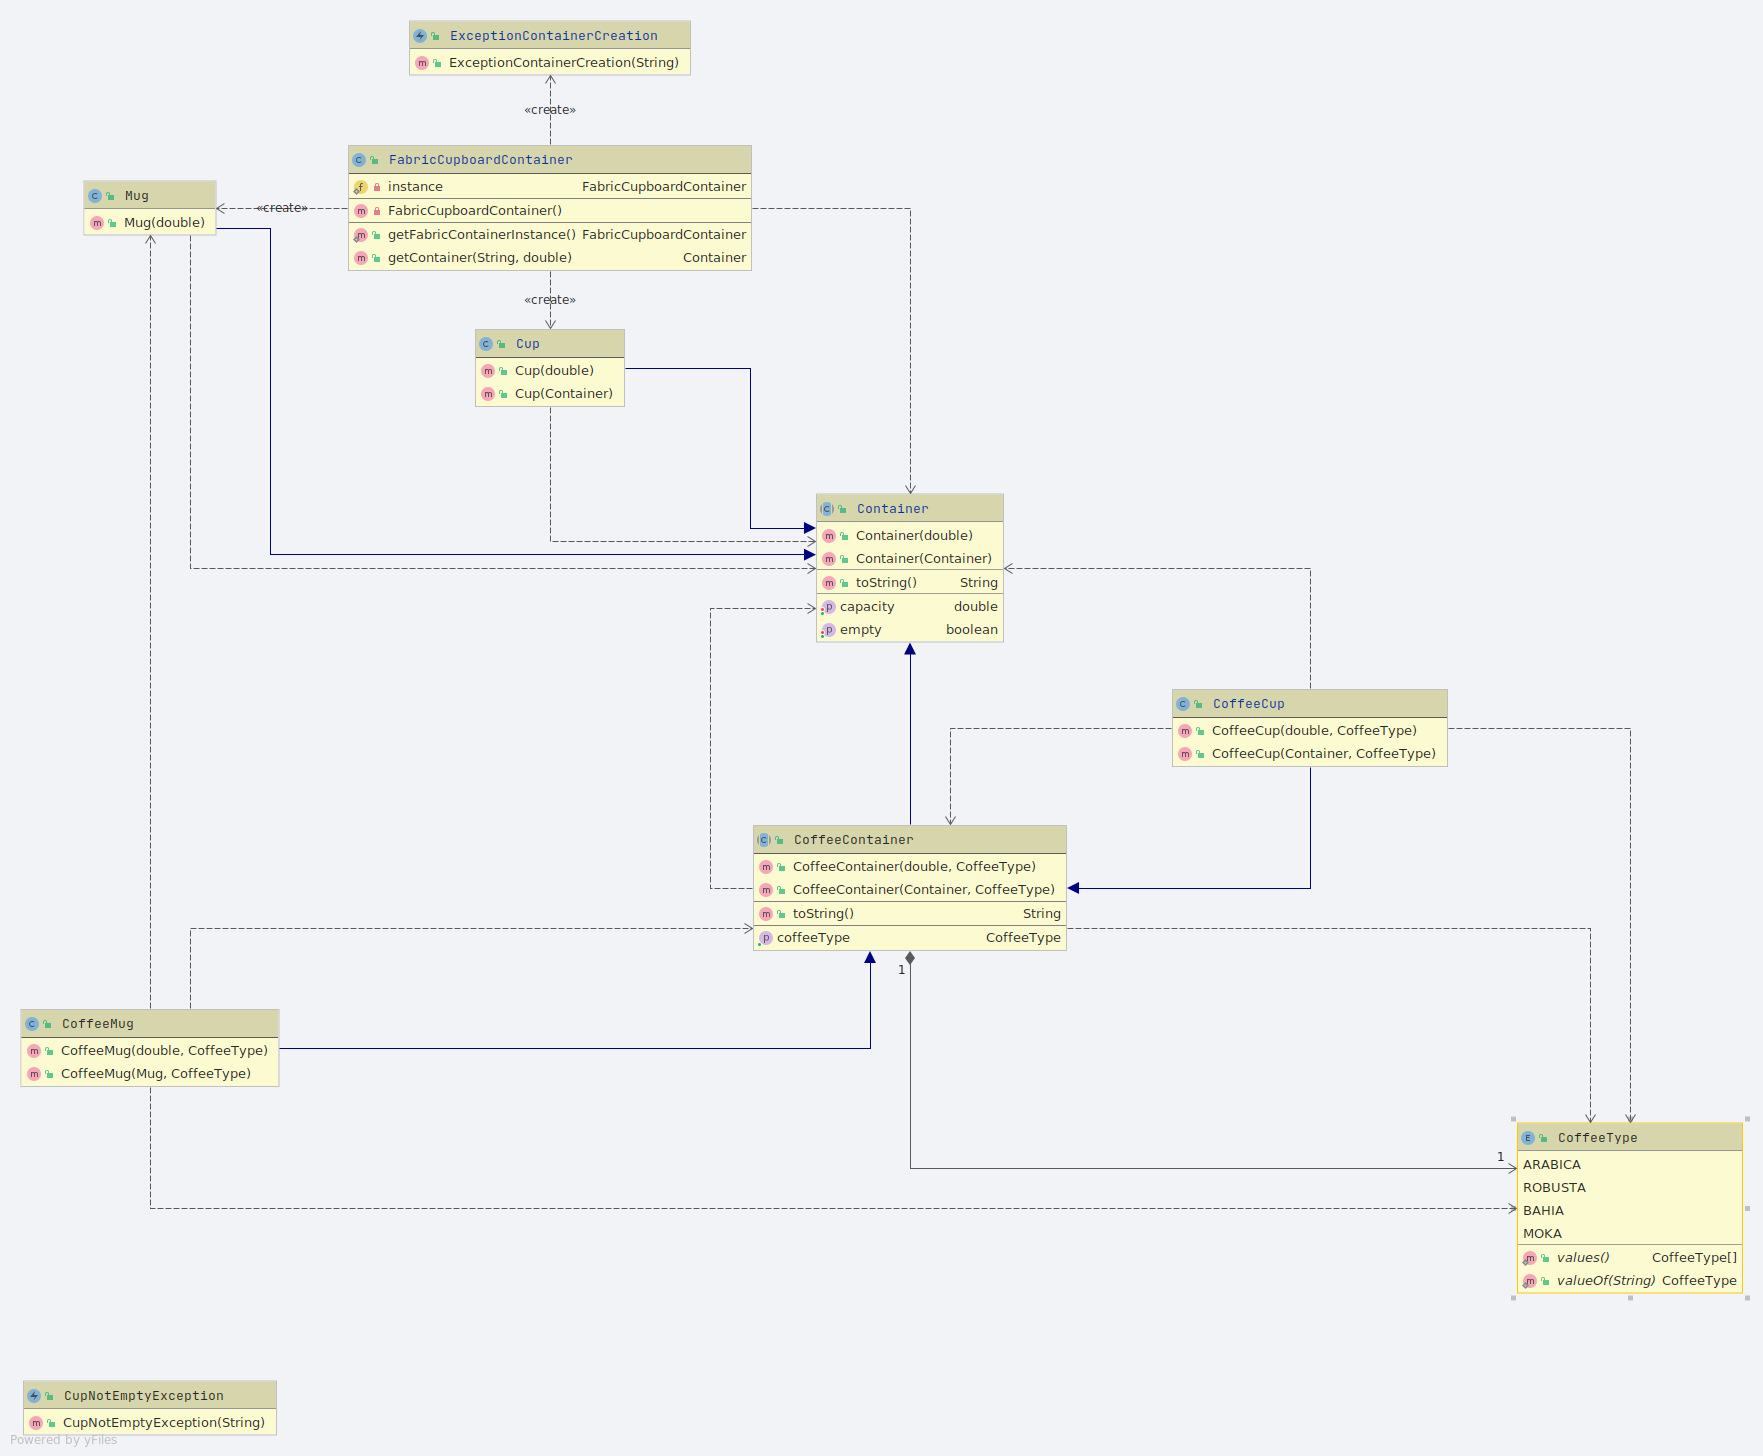 ExceptionContainerCreation
ExceptionContainerCreation(String)
«create»
FabricCupboardContainer
instance FabricCupboardContainer
FabricCupboardContainer()
getFabricContainerInstance() FabricCupboardContainer
getContainer(String, double) Container
Mug
Mug(double)
«create»
«create»
Cup
Cup(double)
Cup(Container)
Container
Container(double)
Container(Container)
toString() String
capacity double
empty boolean
CoffeeCup
CoffeeCup(double, CoffeeType)
CoffeeCup(Container, CoffeeType)
CoffeeContainer
CoffeeContainer(double, CoffeeType)
CoffeeContainer(Container, CoffeeType)
toString() String
coffeeType CoffeeType
1
CoffeeMug
CoffeeMug(double, CoffeeType)
CoffeeMug(Mug, CoffeeType)
1
CoffeeType
ARABICA
ROBUSTA
BAHIA
MOKA
values() CoffeeType[]
valueOf(String) CoffeeType
CupNotEmptyException
CupNotEmptyException(String)
Powered by yFiles